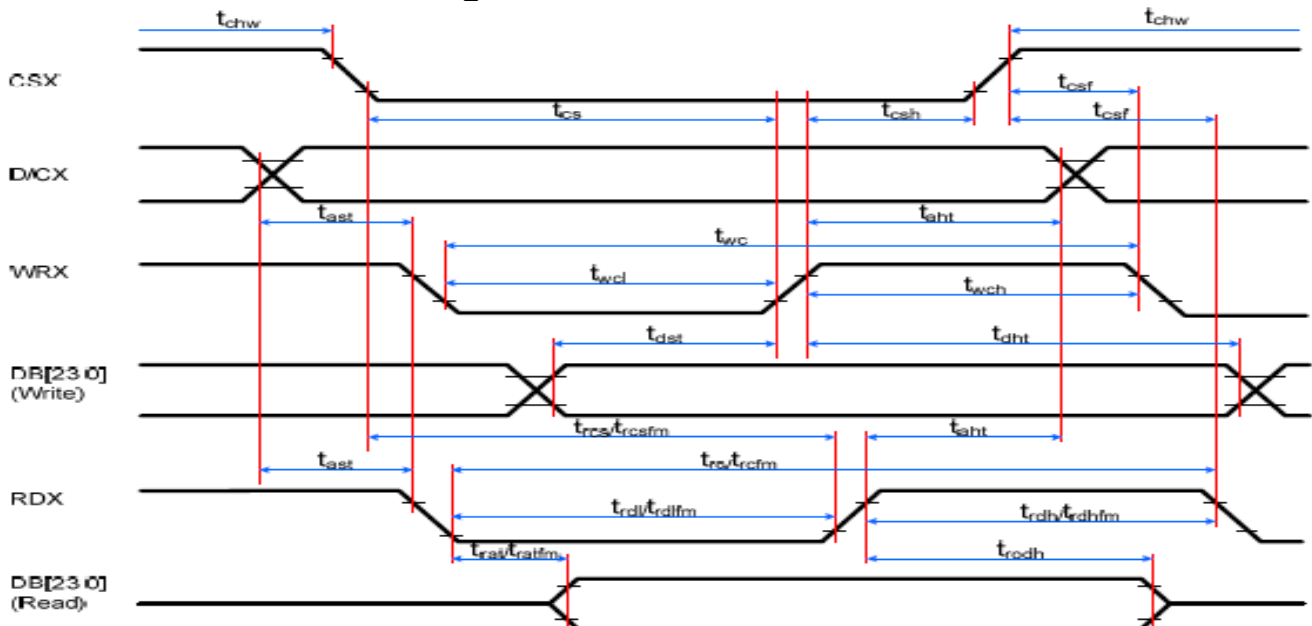 tchw tchw
CSX
tcsf
tcs tcsh tcsf
D/CX
tast taht
twc
WRX
twcl twch
tdst tdht
DB[23:0]
(Write)
trcs/trcsfm taht
tast trc/trcfm
RDX
trdl/trdlfm trdh/trdhfm
trat/tratfm trodh
DB[23:0]
(Read)